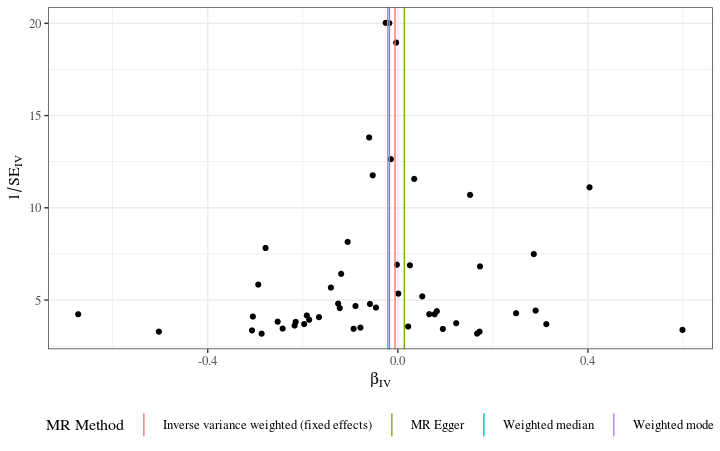 20
15
10
5
1/SE_IV
-0.4
0.0
0.4
β_IV
MR Method
Inverse variance weighted (fixed effects)
MR Egger
Weighted median
Weighted mode